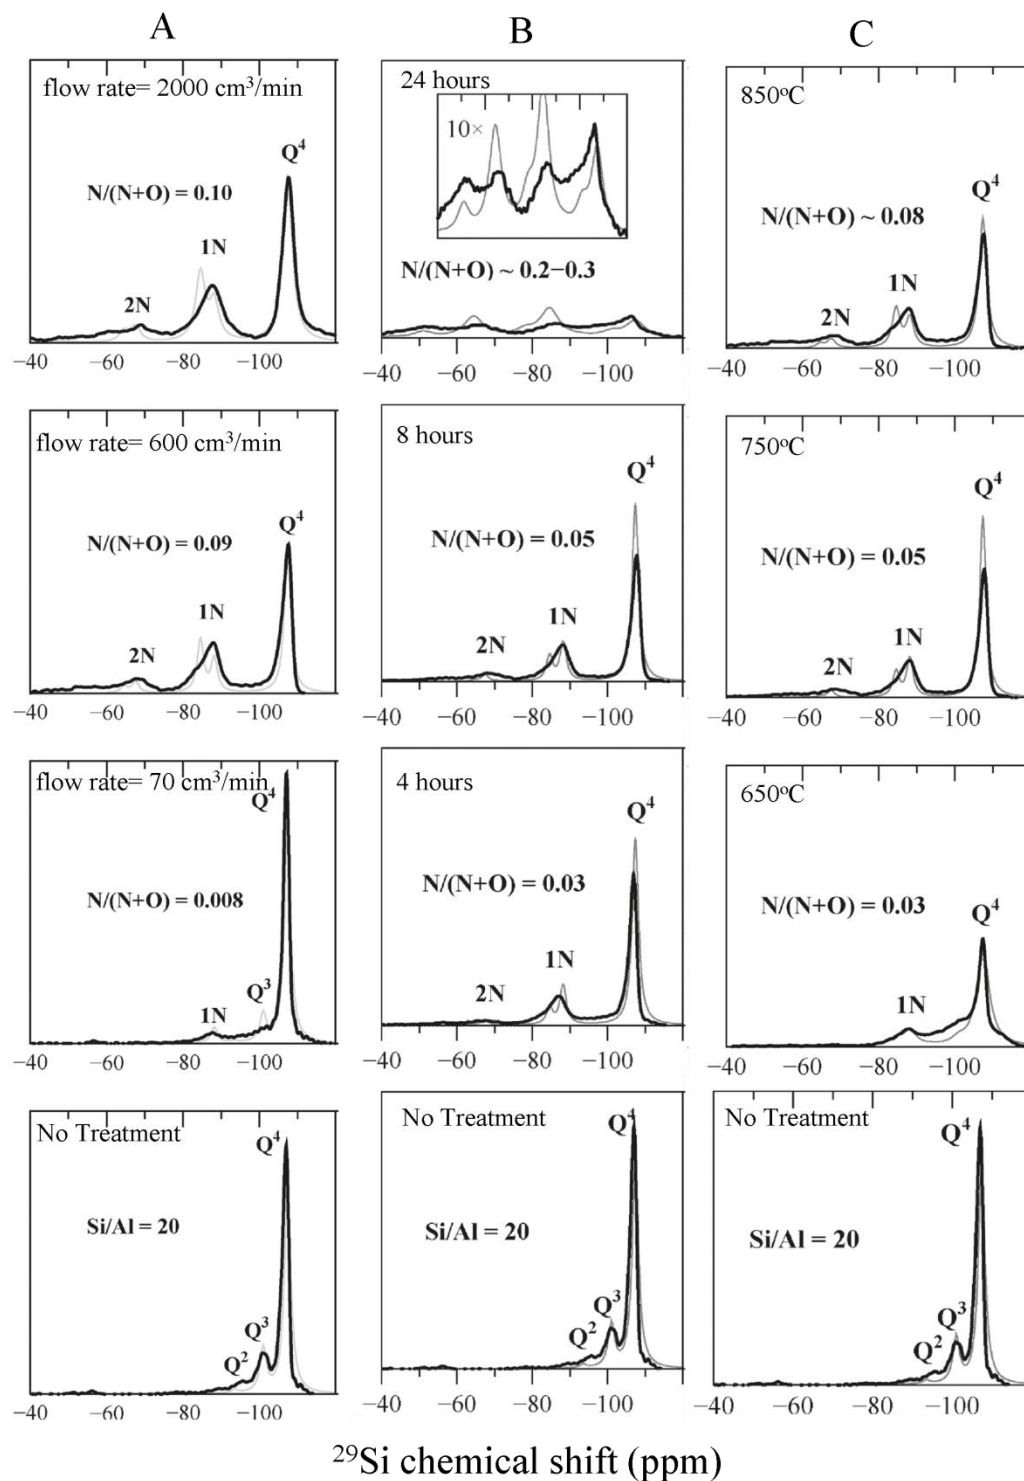 A
B
C
flow rate= 2000 cm³/min
N/(N+O) = 0.10
2N
1N
Q⁴
−40 −60 −80 −100
24 hours
10×
N/(N+O) ~ 0.2−0.3
−40 −60 −80 −100
850°C
N/(N+O) ~ 0.08
2N
1N
Q⁴
−40 −60 −80 −100
flow rate= 600 cm³/min
N/(N+O) = 0.09
2N
1N
Q⁴
−40 −60 −80 −100
8 hours
N/(N+O) = 0.05
2N
1N
Q⁴
−40 −60 −80 −100
750°C
N/(N+O) = 0.05
2N
1N
Q⁴
−40 −60 −80 −100
flow rate= 70 cm³/min
N/(N+O) = 0.008
1N
Q³
Q⁴
−40 −60 −80 −100
4 hours
N/(N+O) = 0.03
2N
1N
Q⁴
−40 −60 −80 −100
650°C
N/(N+O) = 0.03
1N
Q⁴
−40 −60 −80 −100
No Treatment
Si/Al = 20
Q²
Q³
Q⁴
−40 −60 −80 −100
No Treatment
Si/Al = 20
Q²
Q³
Q⁴
−40 −60 −80 −100
No Treatment
Si/Al = 20
Q²
Q³
Q⁴
−40 −60 −80 −100
²⁹Si chemical shift (ppm)